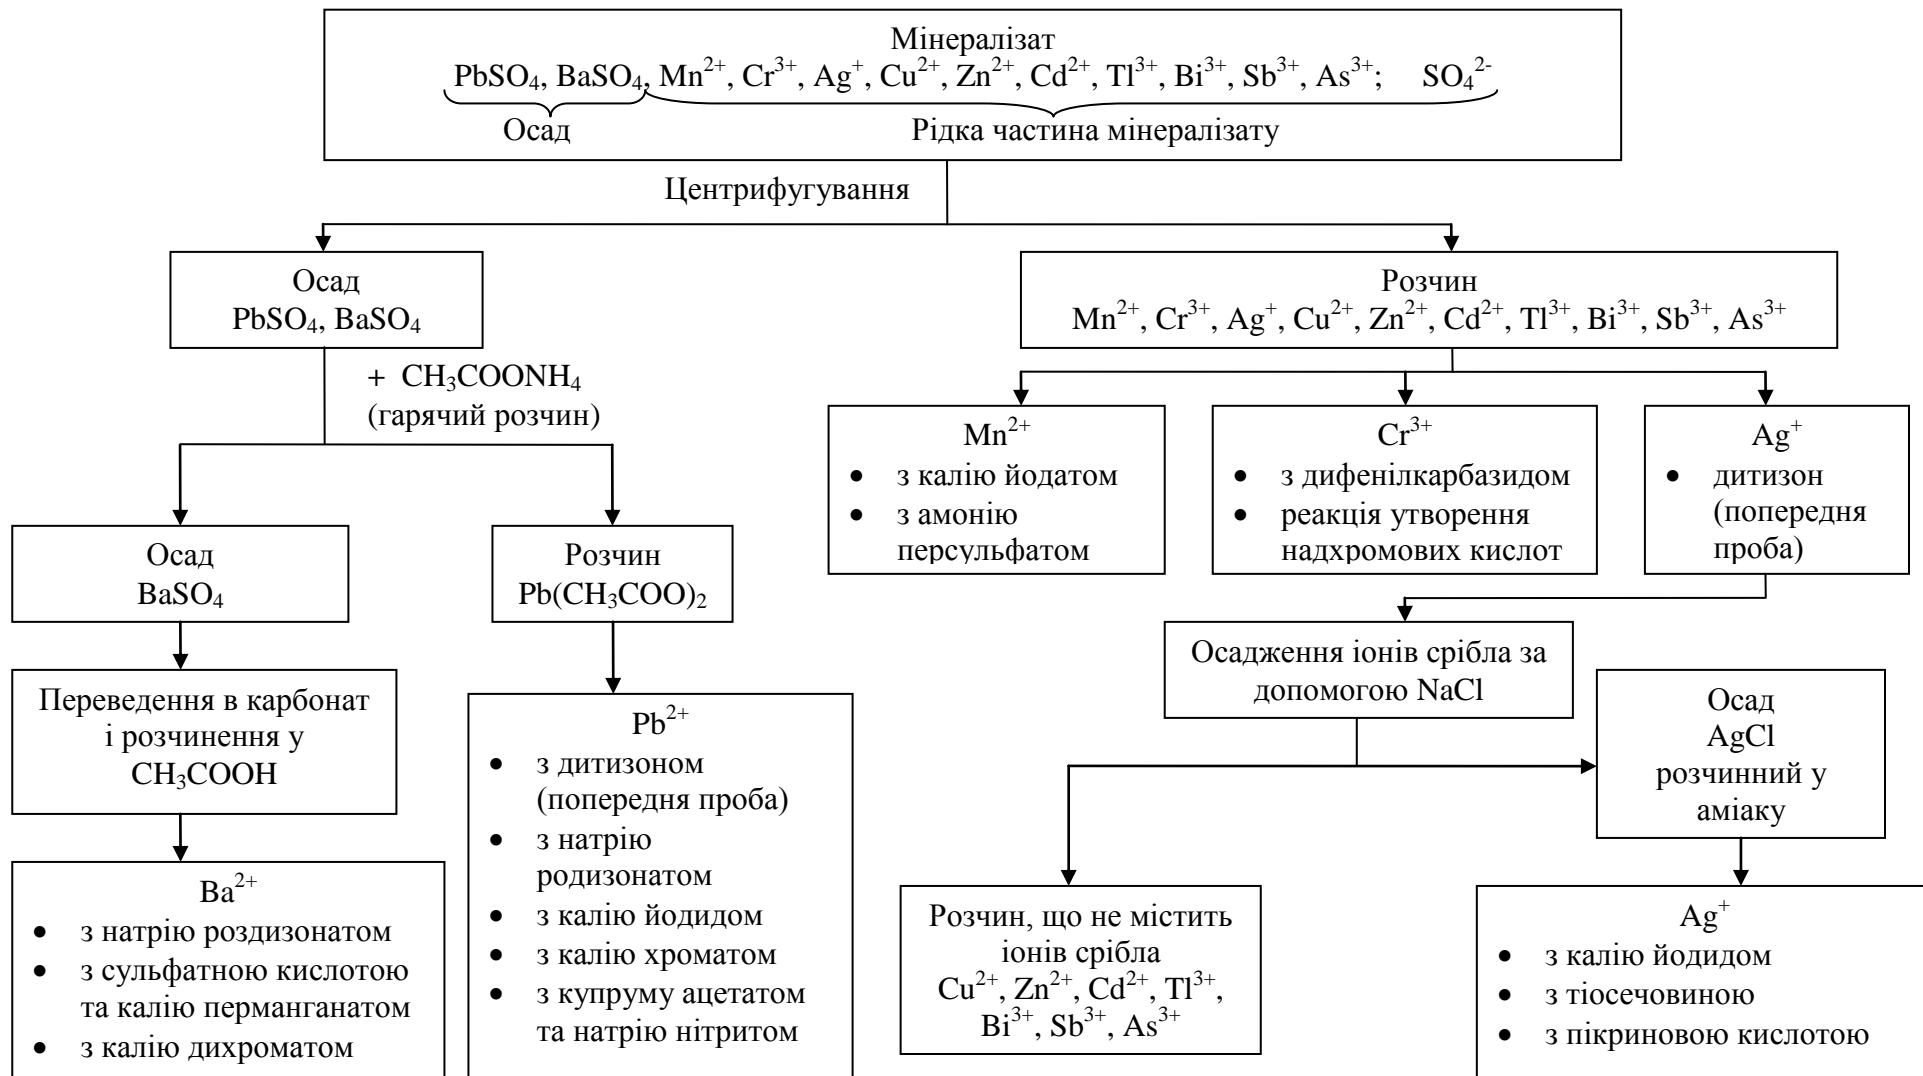 Мінералізат
PbSO₄, BaSO₄, Mn²⁺, Cr³⁺, Ag⁺, Cu²⁺, Zn²⁺, Cd²⁺, Tl³⁺, Bi³⁺, Sb³⁺, As³⁺; SO₄²⁻
Осад
Рідка частина мінералізату
Центрифугування
Осад
PbSO₄, BaSO₄
Розчин
Mn²⁺, Cr³⁺, Ag⁺, Cu²⁺, Zn²⁺, Cd²⁺, Tl³⁺, Bi³⁺, Sb³⁺, As³⁺
+ CH₃COONH₄
(гарячий розчин)
Mn²⁺
• з калію йодатом
• з амонію
персульфатом
Cr³⁺
• з дифенілкарбазидом
• реакція утворення
надхромових кислот
Ag⁺
• дитизон
(попередня
проба)
Осад
BaSO₄
Розчин
Pb(CH₃COO)₂
Осадження іонів срібла за
допомогою NaCl
Переведення в карбонат
і розчинення у
CH₃COOH
Pb²⁺
• з дитизоном
(попередня проба)
• з натрію
родизонатом
• з калію йодидом
• з калію хроматом
• з купруму ацетатом
та натрію нітритом
Осад
AgCl
розчинний у
аміаку
Ba²⁺
• з натрію роздизонатом
• з сульфатною кислотою
та калію перманганатом
• з калію дихроматом
Розчин, що не містить
іонів срібла
Cu²⁺, Zn²⁺, Cd²⁺, Tl³⁺,
Bi³⁺, Sb³⁺, As³⁺
Ag⁺
• з калію йодидом
• з тіосечовиною
• з пікриновою кислотою